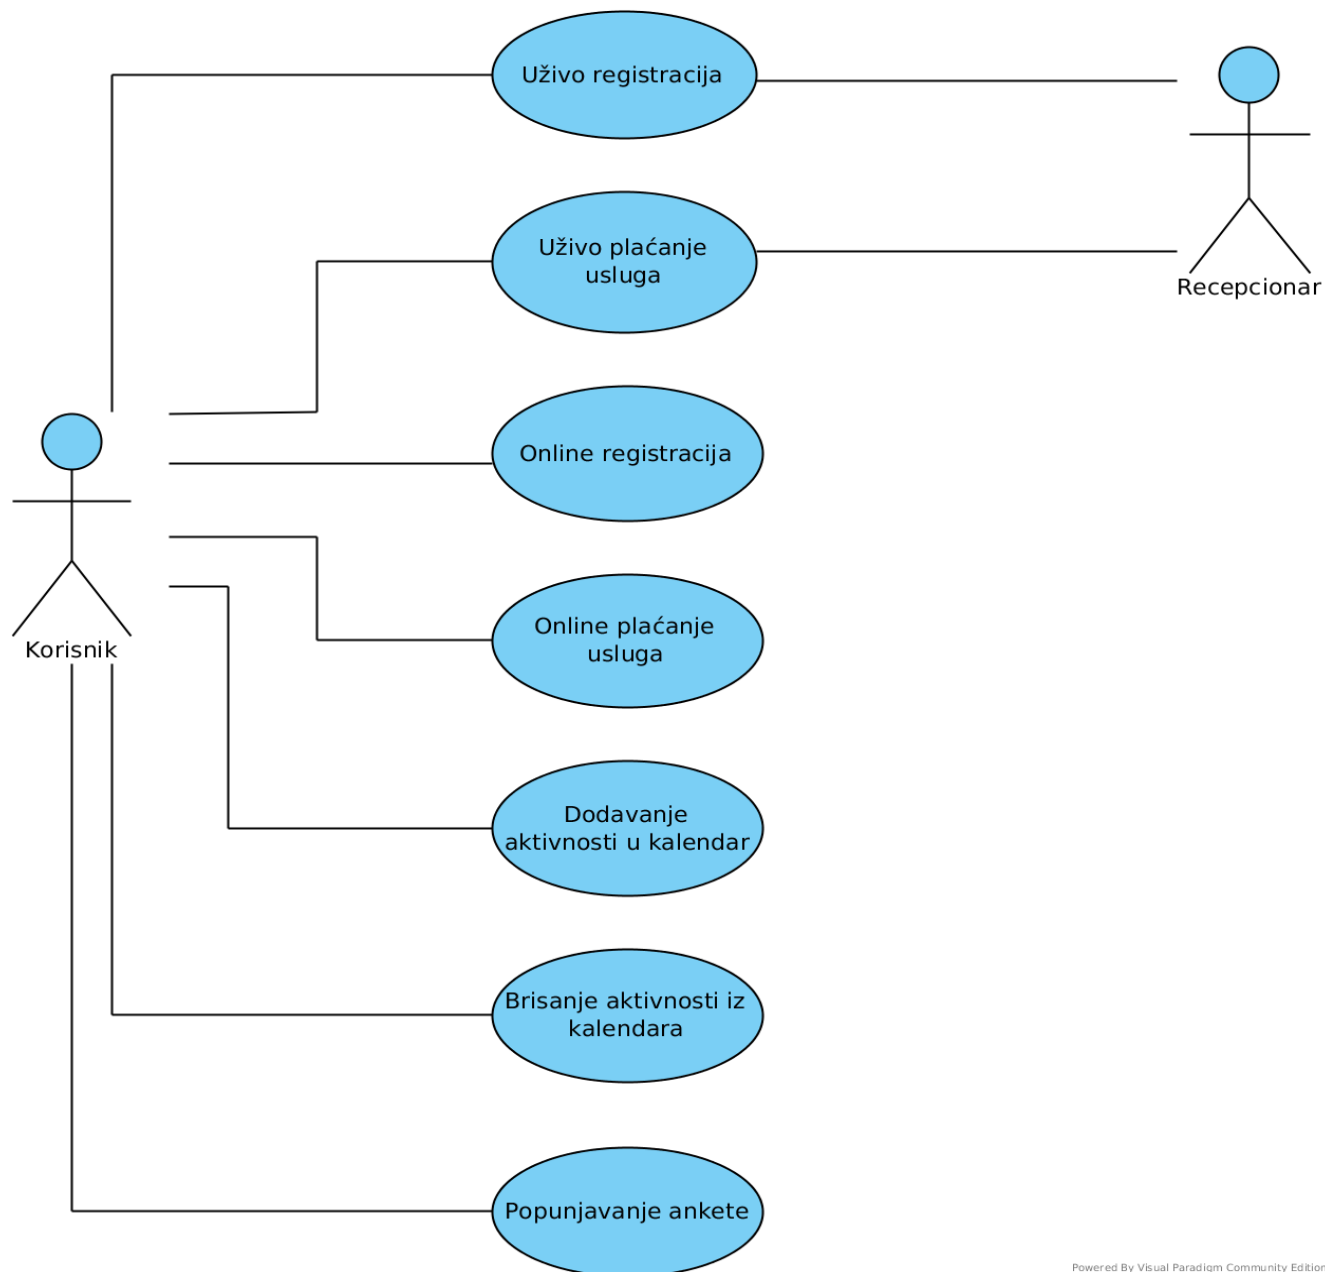 Uživo registracija
Uživo plaćanje
usluga
Recepcionar
Online registracija
Online plaćanje
usluga
Korisnik
Dodavanje
aktivnosti u kalendar
Brisanje aktivnosti iz
kalendara
Popunjavanje ankete
Powered By Visual Paradigm Community Edition